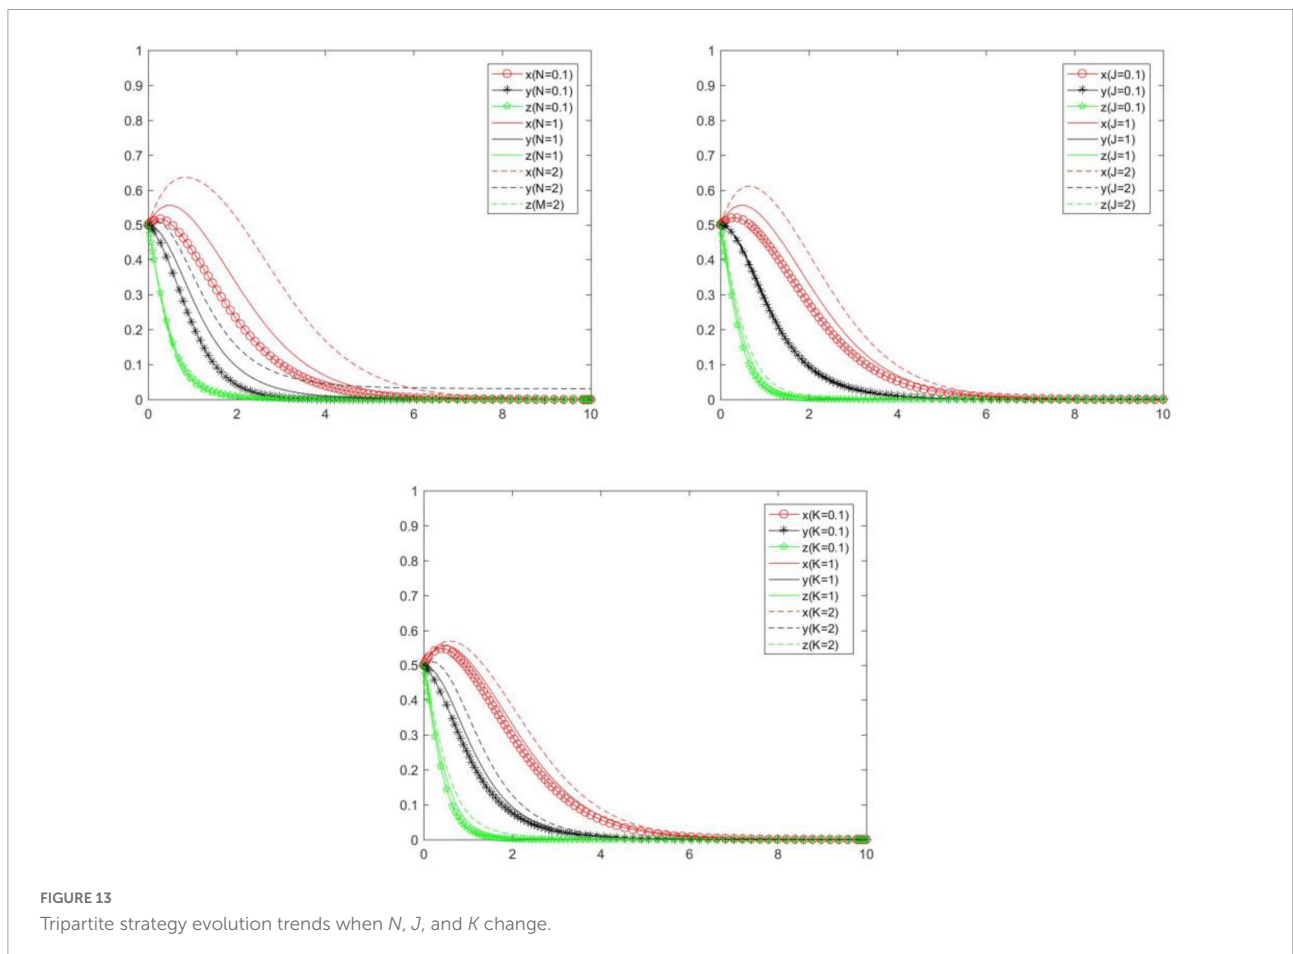 1
0.9
0.8
0.7
0.6
0.5
0.4
0.3
0.2
0.1
0
0 2 4 6 8 10
x(N=0.1)
y(N=0.1)
z(N=0.1)
x(N=1)
y(N=1)
z(N=1)
x(N=2)
y(N=2)
z(M=2)
1
0.9
0.8
0.7
0.6
0.5
0.4
0.3
0.2
0.1
0
0 2 4 6 8 10
x(J=0.1)
y(J=0.1)
z(J=0.1)
x(J=1)
y(J=1)
z(J=1)
x(J=2)
y(J=2)
z(J=2)
1
0.9
0.8
0.7
0.6
0.5
0.4
0.3
0.2
0.1
0
0 2 4 6 8 10
x(K=0.1)
y(K=0.1)
z(K=0.1)
x(K=1)
y(K=1)
z(K=1)
x(K=2)
y(K=2)
z(K=2)
FIGURE 13
Tripartite strategy evolution trends when N, J, and K change.